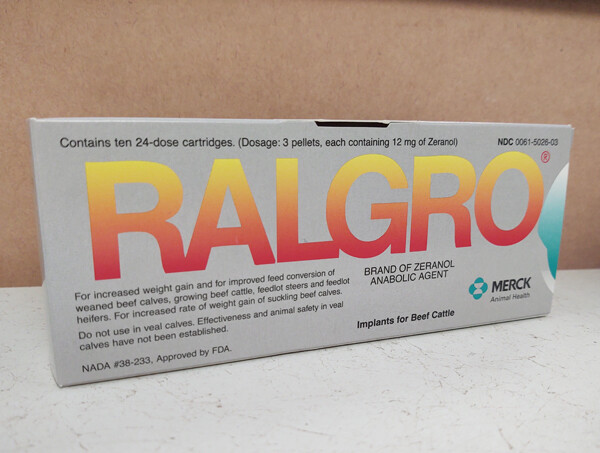 Contains ten 24-dose cartridges. (Dosage: 3 pellets, each containing 12 mg of Zeranol)
NDC 0061-5026-03
RALGRO®
BRAND OF ZERANOL
ANABOLIC AGENT
For increased weight gain and for improved feed conversion of
weaned beef calves, growing beef cattle, feedlot steers and feedlot
heifers. For increased rate of weight gain of suckling beef calves.
Do not use in veal calves. Effectiveness and animal safety in veal
calves have not been established.
NADA #38-233, Approved by FDA.
Implants for Beef Cattle
MERCK
Animal Health